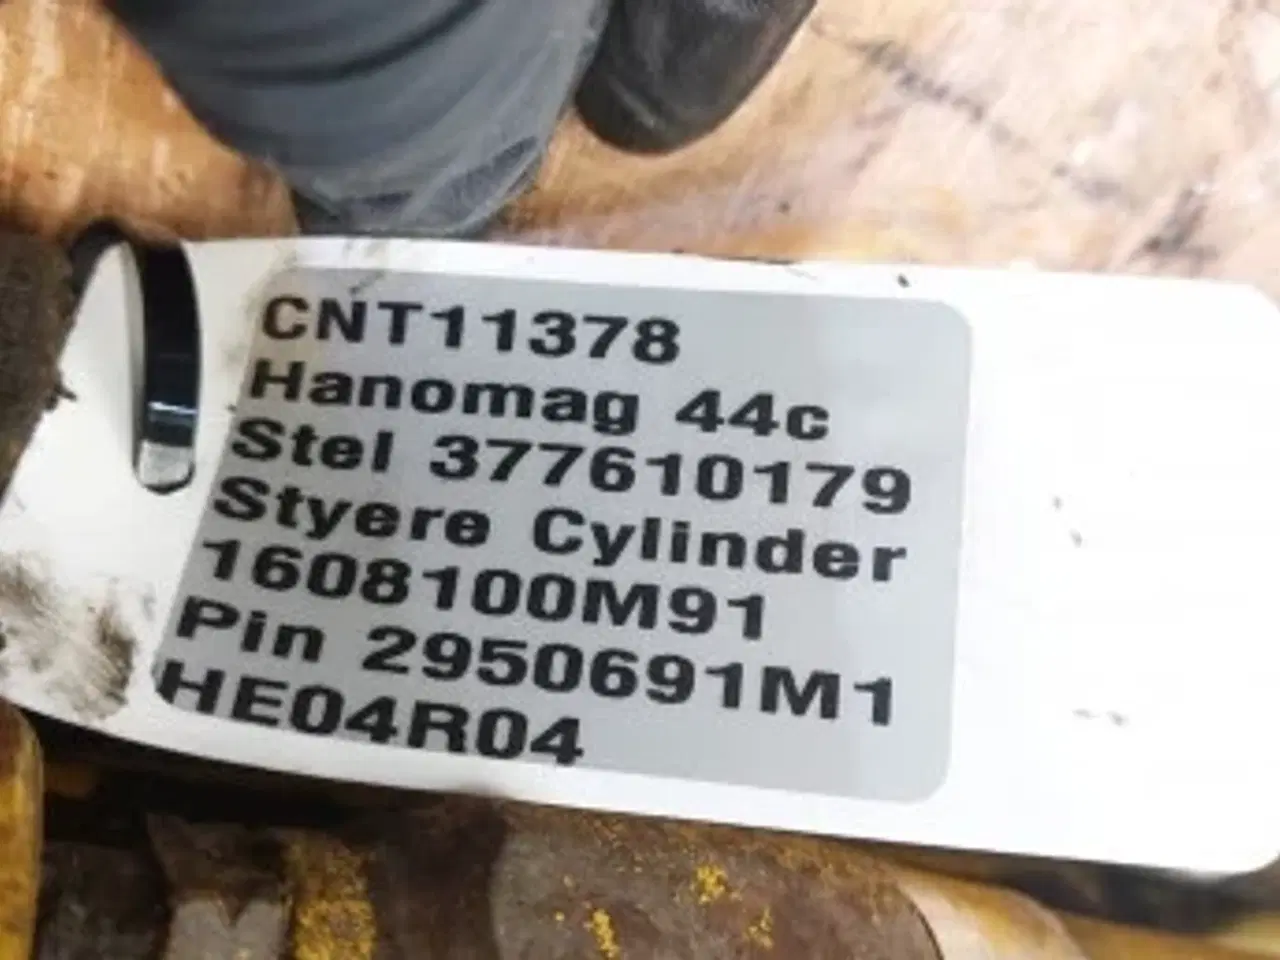 CNT11378
Hanomag 44c
Stel 377610179
Styere Cylinder
1608100M91
Pin 2950691M1
HE04R04